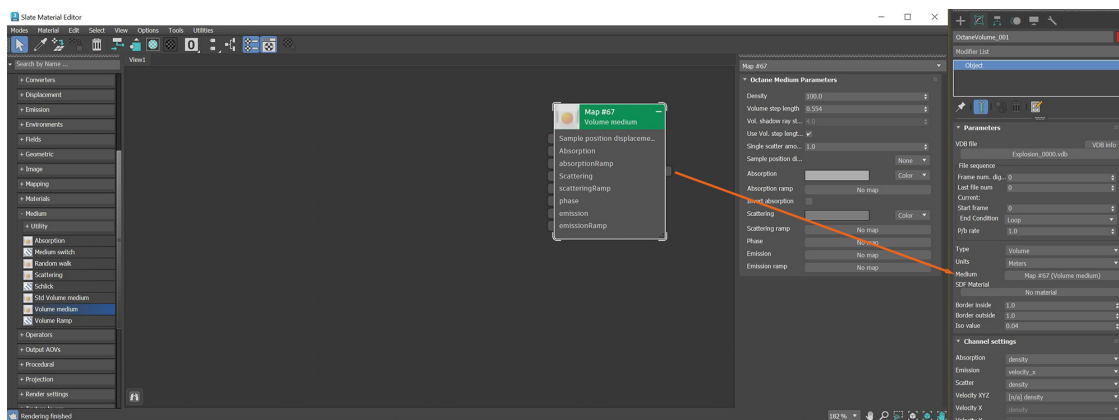 Slate Material Editor
Modes Material Edit Select View Options Tools Utilities
Search by Name ...
+ Converters
+ Displacement
+ Emission
+ Environments
+ Fields
+ Geometric
+ Image
+ Mapping
+ Materials
- Medium
+ Utility
Absorption
Medium switch
Random walk
Scattering
Schlick
Std Volume medium
Volume medium
Volume Ramp
+ Operators
+ Output AOVs
+ Procedural
+ Projection
+ Render settings
Rendering finished
View1
Map #67
Volume medium
Sample position displaceme...
Absorption
absorptionRamp
Scattering
scatteringRamp
phase
emission
emissionRamp
182%
Map #67
Octane Medium Parameters
Density 100.0
Volume step length 0.554
Vol. shadow ray st... 4.0
Use Vol. step lengt...
Single scatter amo... 1.0
Sample position di... None
Absorption Color
Absorption ramp No map
Invert absorption
Scattering Color
Scattering ramp No map
Phase No map
Emission No map
Emission ramp No map
OctaneVolume_001
Modifier List
Object
Parameters
VDB file VDB info
Explosion_0000.vdb
File sequence
Frame num. dig... 0
Last file num 0
Current:
Start frame 0
End Condition Loop
P/b rate 1.0
Type Volume
Units Meters
Medium Map #67 (Volume medium)
SDF Material
No material
Border inside 1.0
Border outside 1.0
Iso value 0.04
Channel settings
Absorption density
Emission velocity_x
Scatter density
Velocity XYZ [n/a] density
Velocity X density